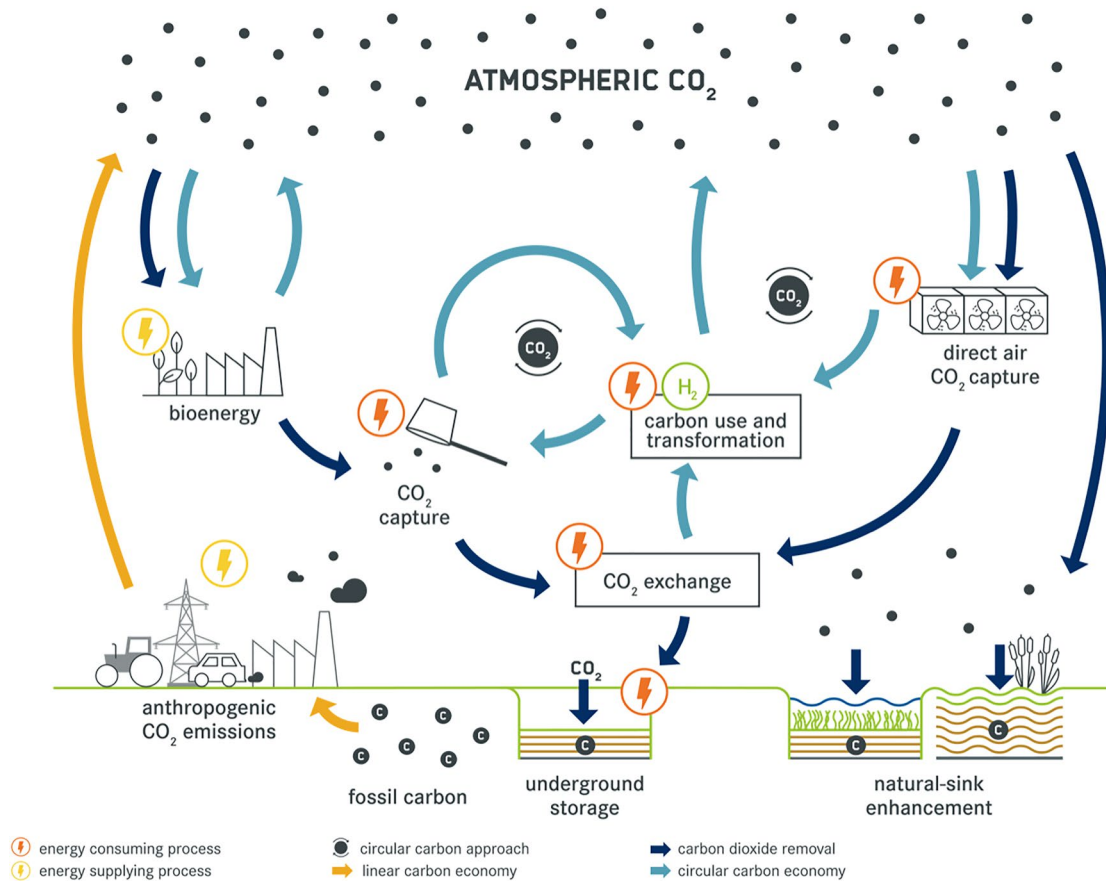 ATMOSPHERIC CO₂
CO₂
direct air
CO₂ capture
CO₂
bioenergy
H₂
carbon use and
transformation
CO₂
capture
CO₂ exchange
CO₂
anthropogenic
CO₂ emissions
C
C
C
C
C
C
fossil carbon
C
underground
storage
C
C
natural-sink
enhancement
energy consuming process
circular carbon approach
carbon dioxide removal
energy supplying process
linear carbon economy
circular carbon economy